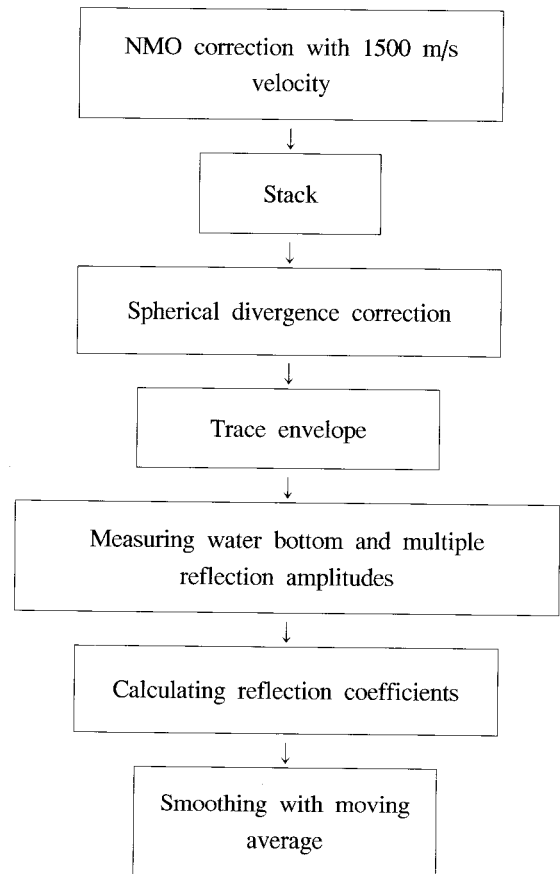 NMO correction with 1500 m/s
velocity
↓
Stack
↓
Spherical divergence correction
↓
Trace envelope
↓
Measuring water bottom and multiple
reflection amplitudes
↓
Calculating reflection coefficients
↓
Smoothing with moving
average